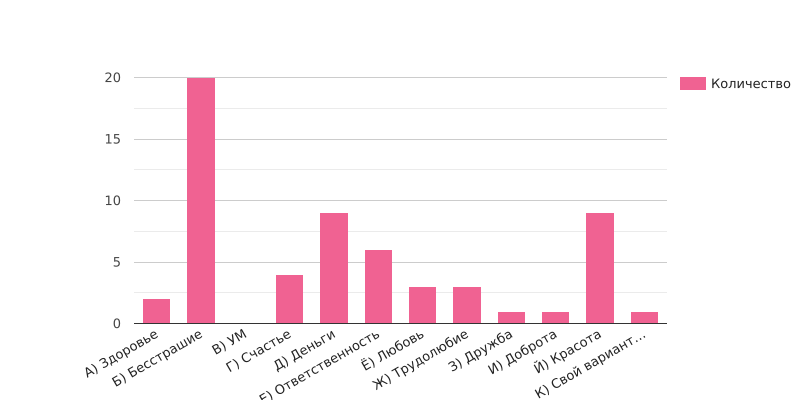 20
15
10
5
0
Количество
А) Здоровье
Б) Бесстрашие
В) УМ
Г) Счастье
Д) Деньги
Е) Ответственность
Ё) Любовь
Ж) Трудолюбие
З) Дружба
И) Доброта
Й) Красота
К) Свой вариант...